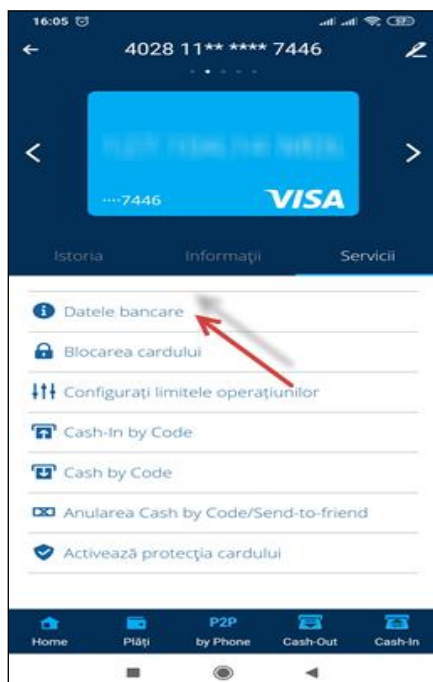 16:05
57
4028 11** **** 7446
····7446
VISA
Istoria Informații Servicii
Datele bancare
Blocarea cardului
Configurați limitele operațiunilor
Cash-In by Code
Cash by Code
Anularea Cash by Code/Send-to-friend
Activează protecția cardului
P2P
Home Plăți by Phone Cash-Out Cash-In